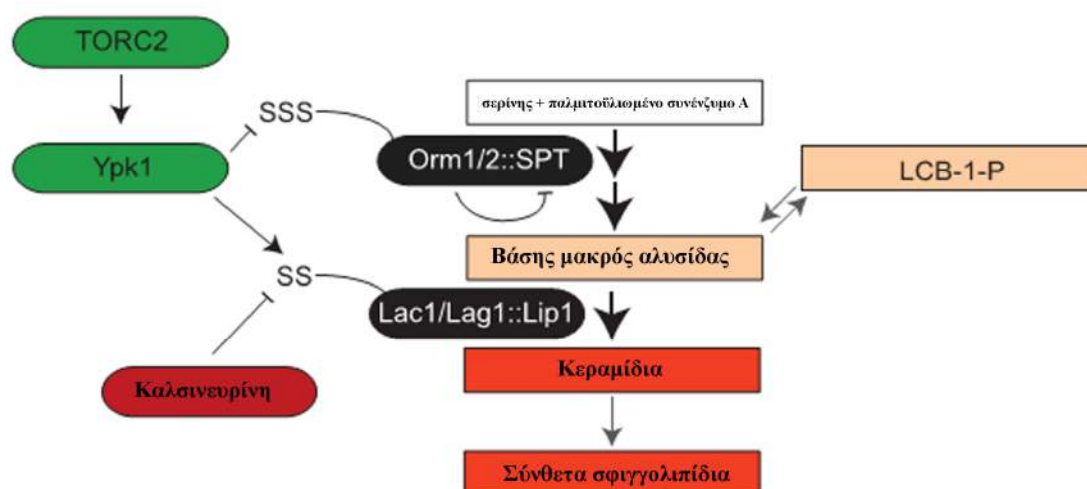 TORC2
σερίνης + παλμιτοϋλιωμένο συνένζυμο Α
SSS
Ypk1
Orm1/2::SPT
LCB-1-P
Βάσης μακρός αλυσίδας
SS
Lac1/Lag1::Lip1
Κεραμίδια
Καλσινευρίνη
Σύνθετα σφιγγολιπίδια